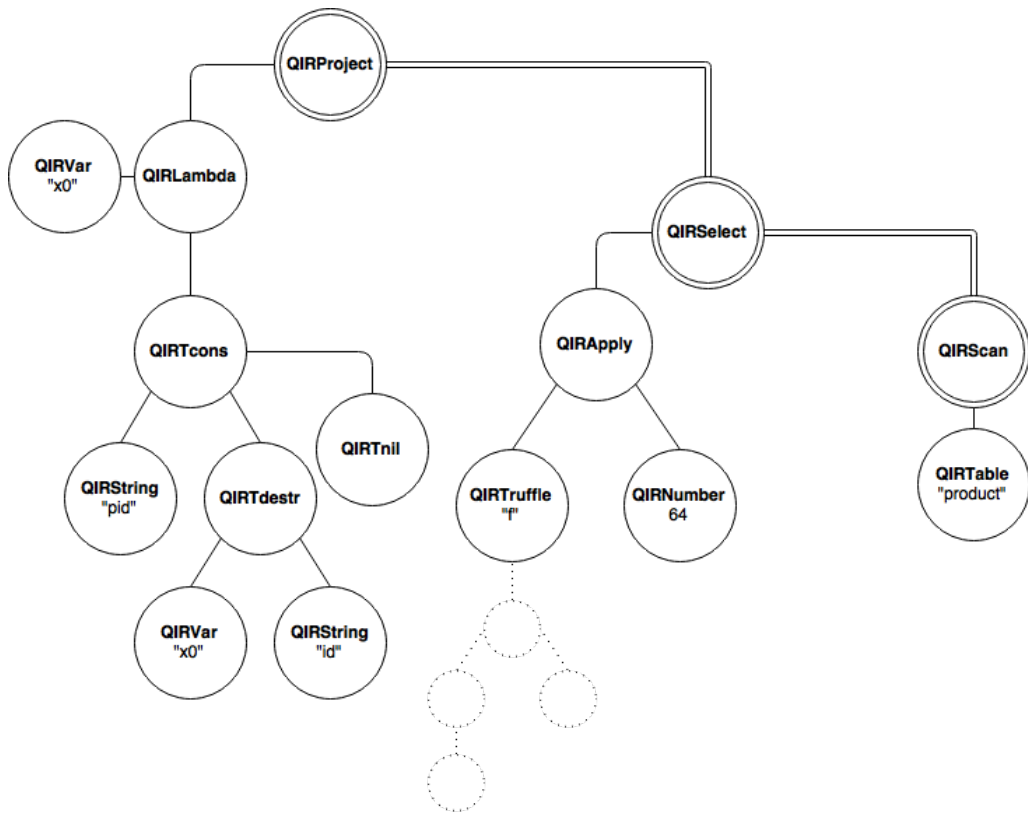 QIRProject
QIRVar
"x0"
QIRLambda
QIRSelect
QIRTcons
QIRApply
QIRScan
QIRTnil
QIRString
"pid"
QIRTdestr
QIRTruffle
"f"
QIRNumber
64
QIRTable
"product"
QIRVar
"x0"
QIRString
"id"